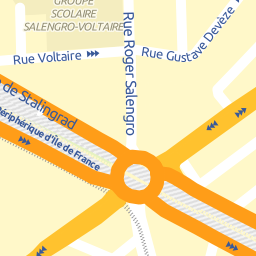 GROUPE
SCOLAIRE
SALENGRO-VOLTAIRE
Rue Voltaire
Rue Roger Salengro
Rue Gustave Devèze
de Stalingrad
Périphérique d'Île de France